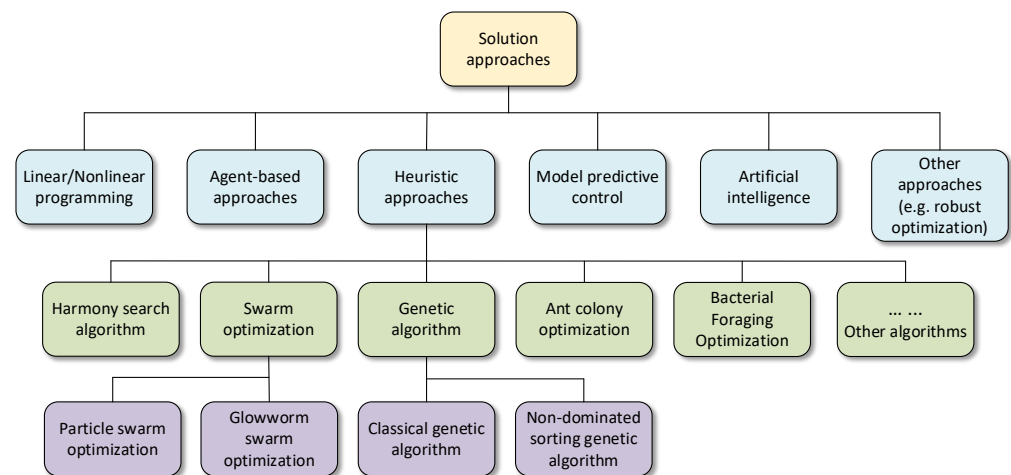 Solution
approaches
Linear/Nonlinear
programming
Agent-based
approaches
Heuristic
approaches
Model predictive
control
Artificial
intelligence
Other
approaches
(e.g. robust
optimization)
Harmony search
algorithm
Swarm
optimization
Genetic
algorithm
Ant colony
optimization
Bacterial
Foraging
Optimization
... ...
Other algorithms
Particle swarm
optimization
Glowworm
swarm
optimization
Classical genetic
algorithm
Non-dominated
sorting genetic
algorithm